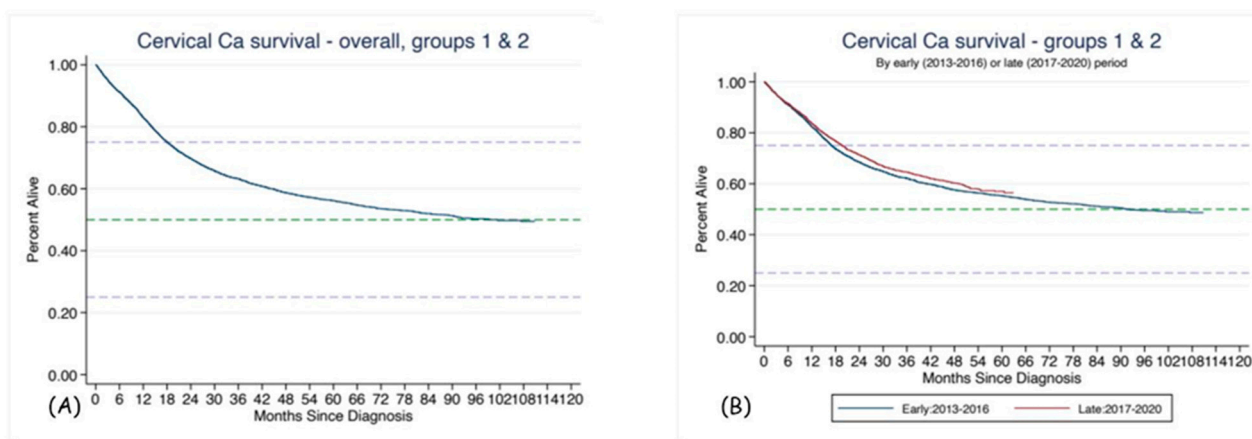 Cervical Ca survival - overall, groups 1 & 2
1.00
0.80
0.60
0.40
0.20
0.00
Percent Alive
0 6 12 18 24 30 36 42 48 54 60 66 72 78 84 90 96 102108114120
Months Since Diagnosis
(A)
Cervical Ca survival - groups 1 & 2
By early (2013-2016) or late (2017-2020) period
1.00
0.80
0.60
0.40
0.20
0.00
Percent Alive
0 6 12 18 24 30 36 42 48 54 60 66 72 78 84 90 96 102108114120
Months Since Diagnosis
(B)
Early:2013-2016 Late:2017-2020